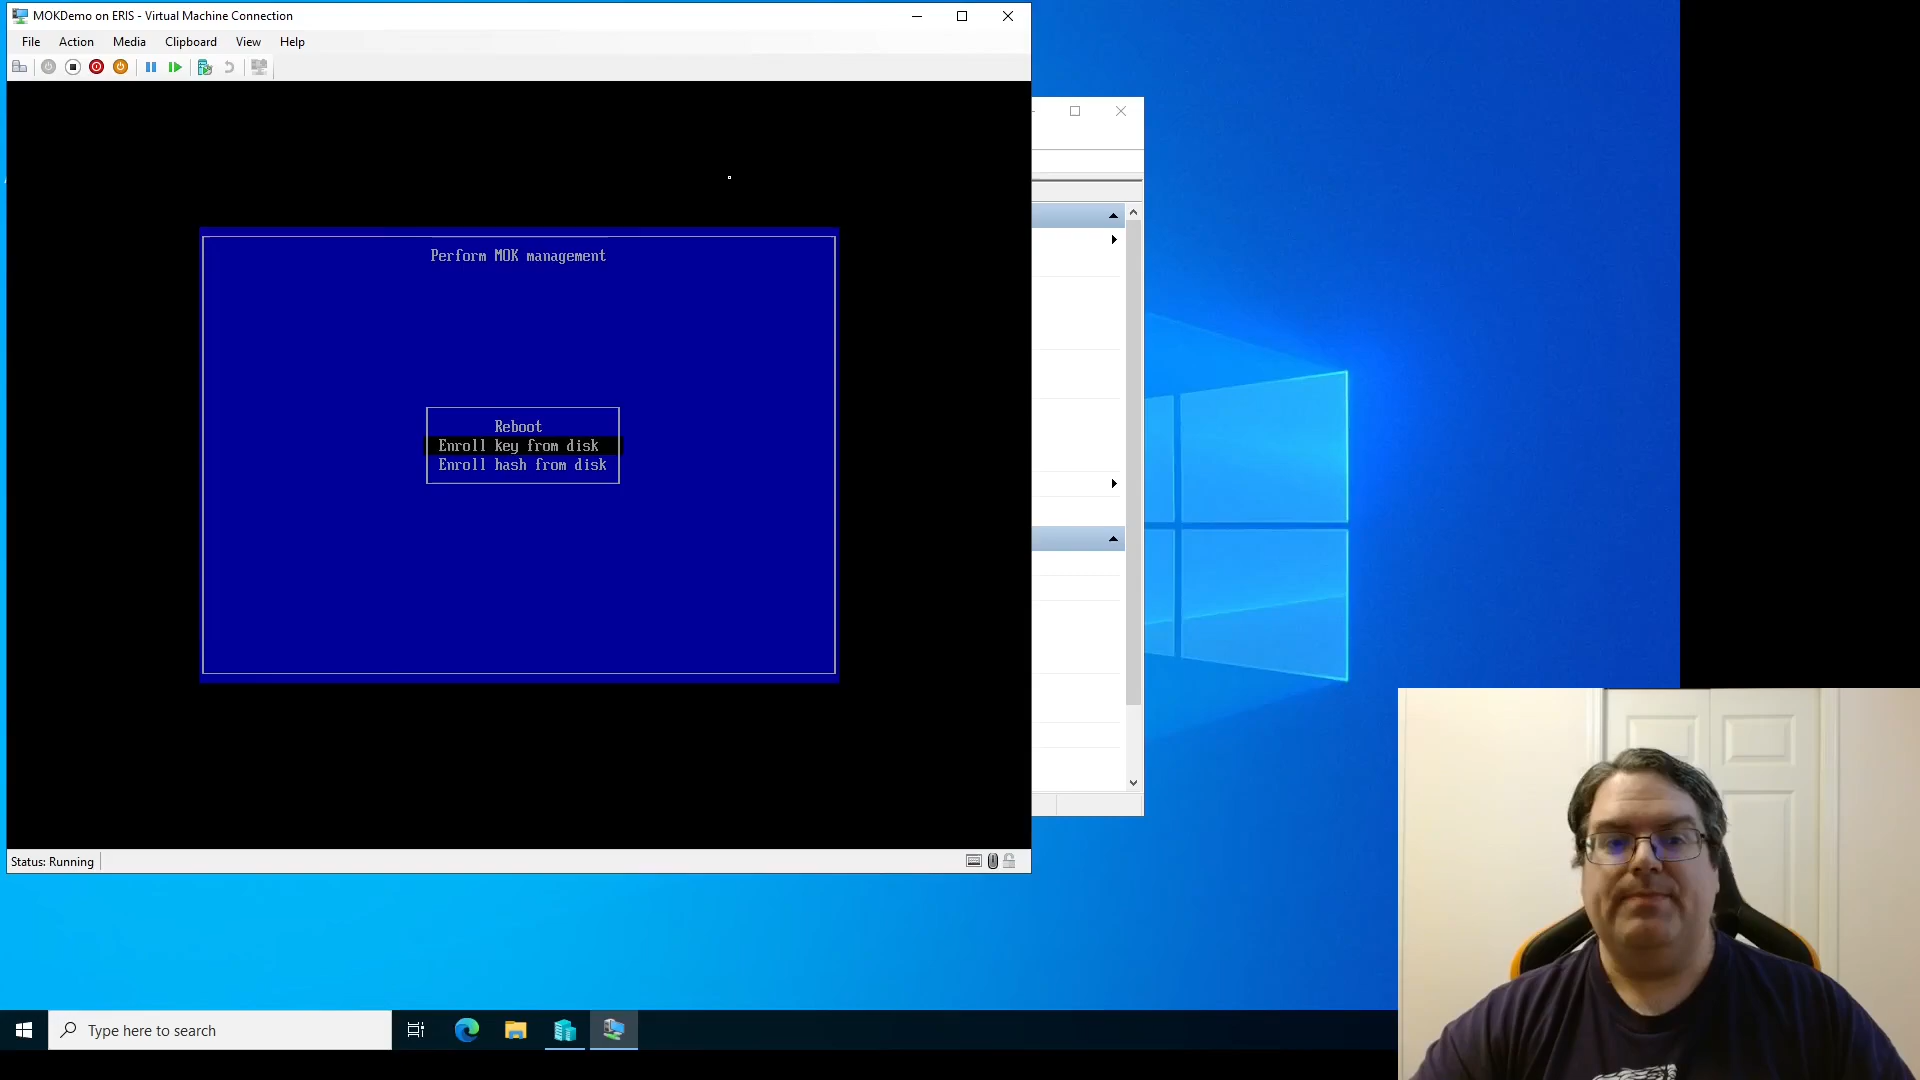 MOKDemo on ERIS - Virtual Machine Connection
File Action Media Clipboard View Help
Perform MOK management
Reboot
Enroll key from disk
Enroll hash from disk
Status: Running
Type here to search